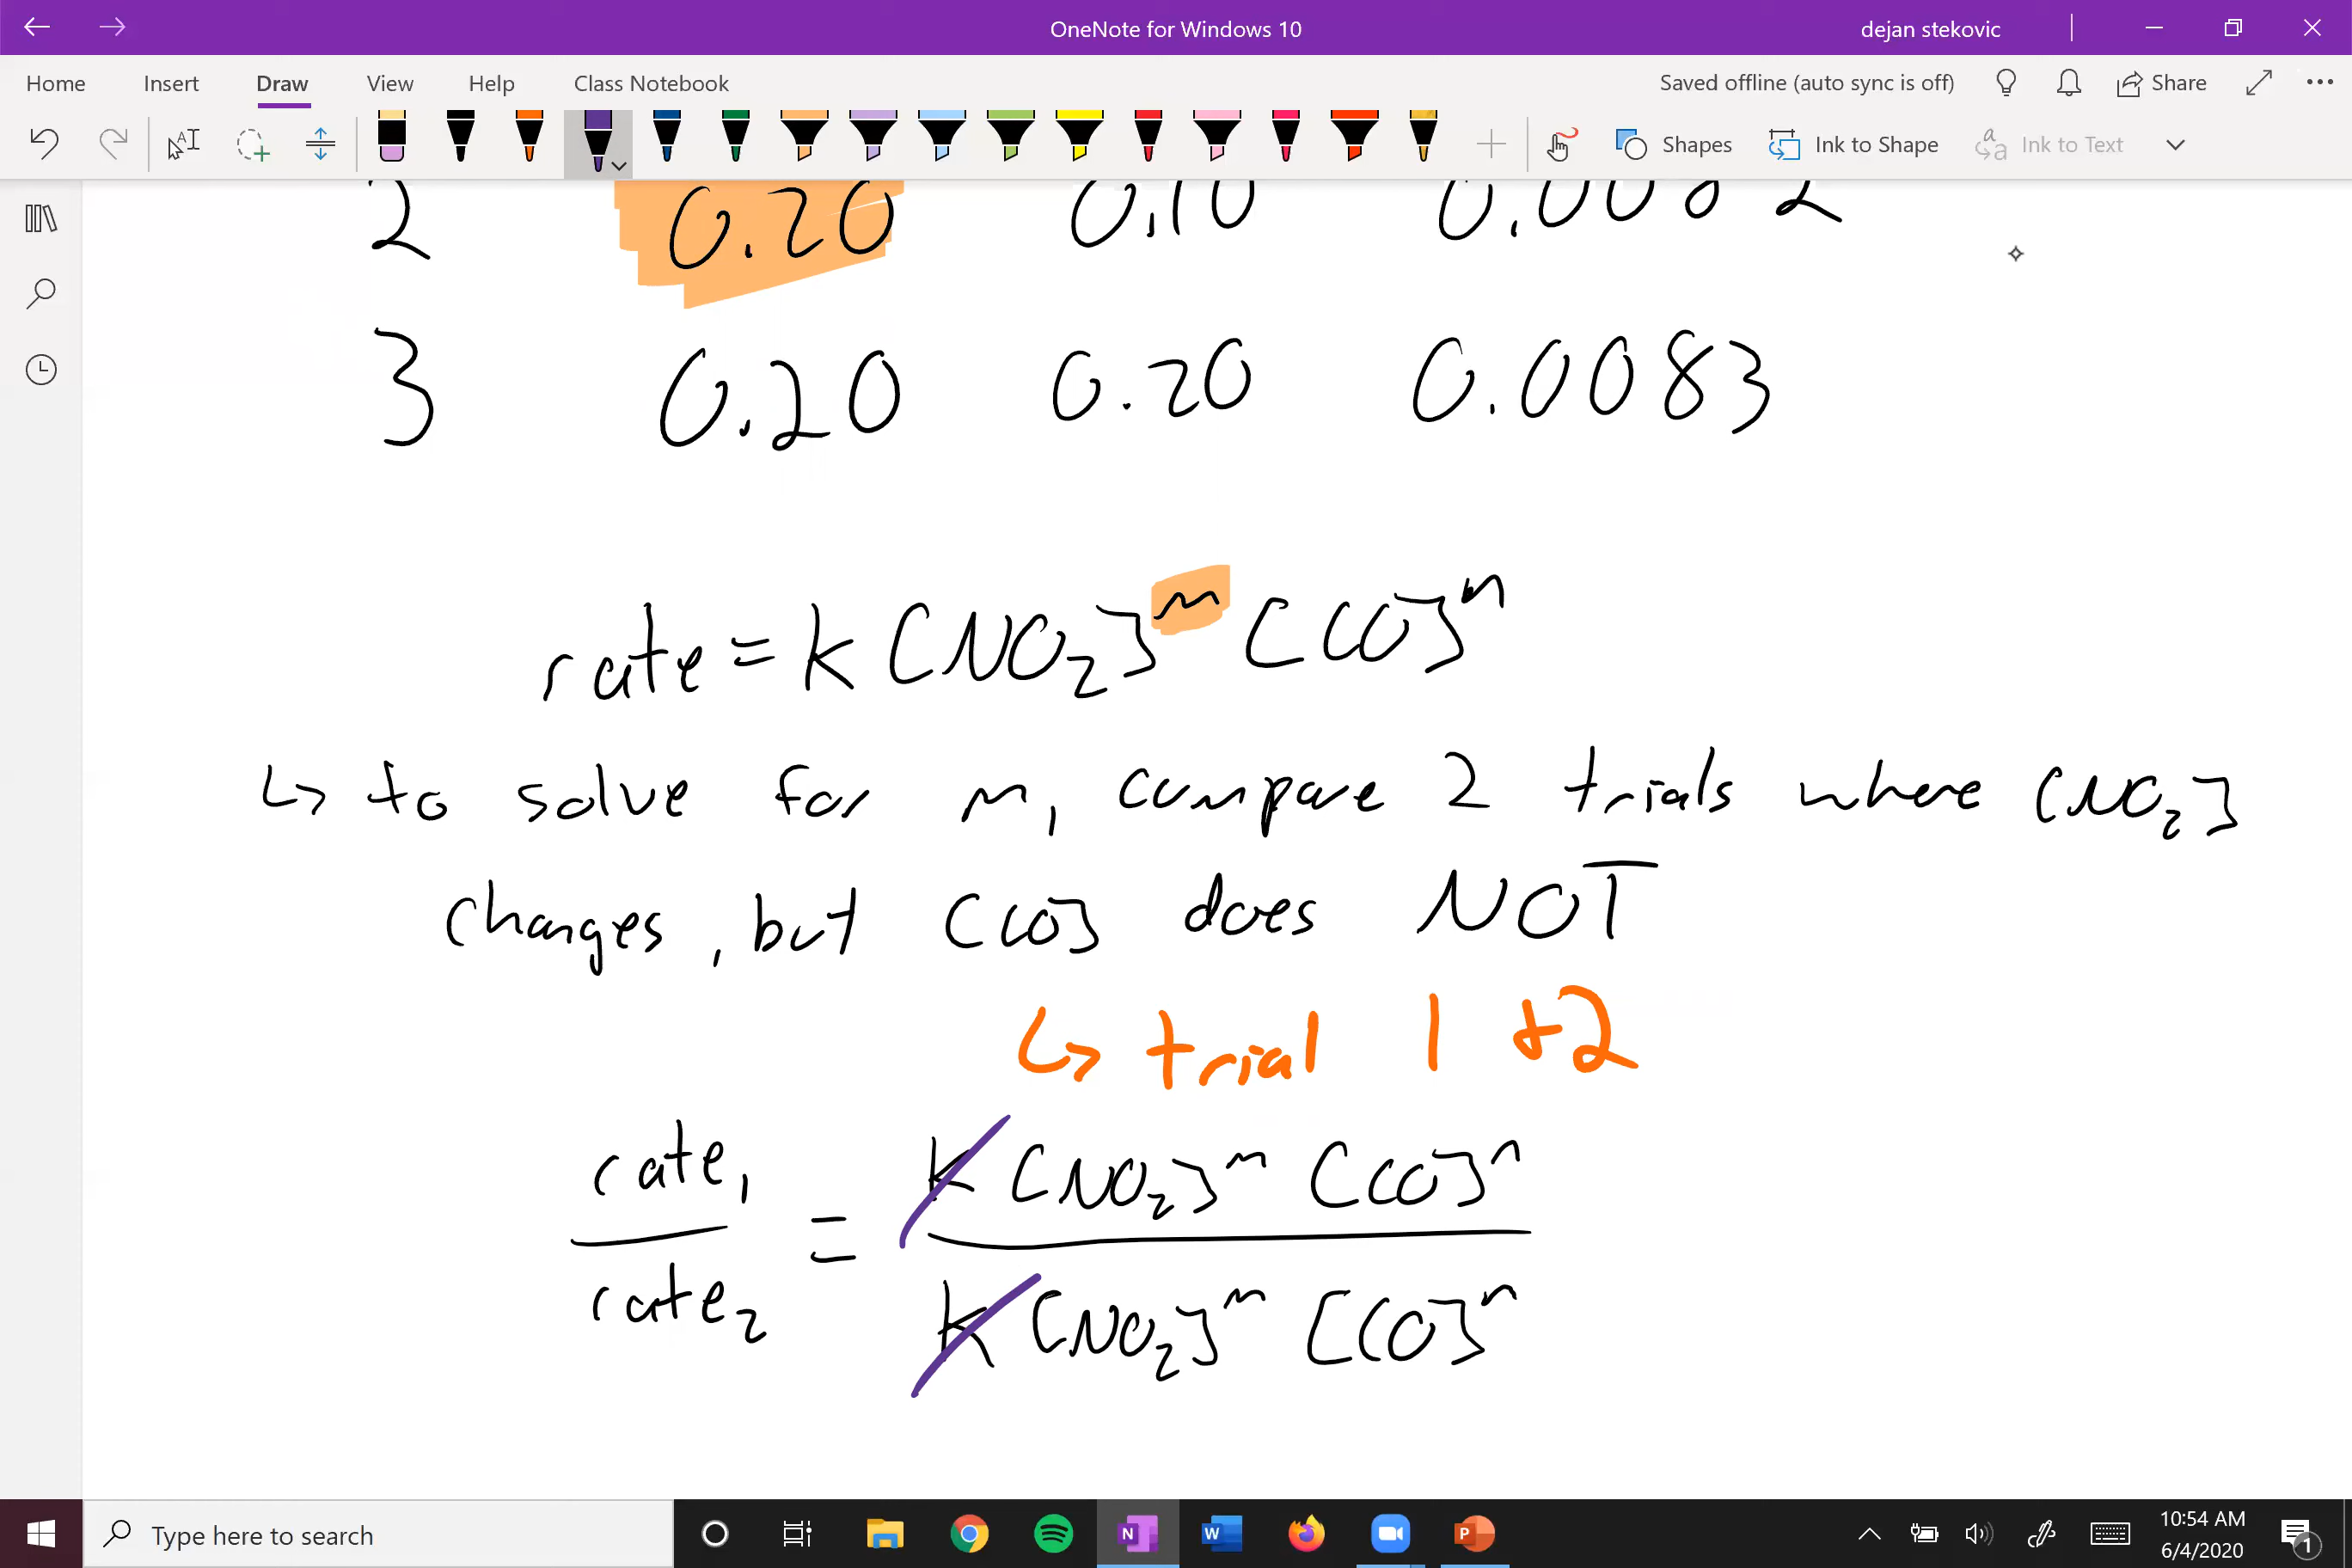 OneNote for Windows 10
dejan stekovic
Home Insert Draw View Help Class Notebook
Saved offline (auto sync is off) Share
Shapes Ink to Shape Ink to Text
2 0.20 0.10 0.0082
3 0.20 0.20 0.0083
rate = k [NO₂]ᵐ [CO]ⁿ
↳ to solve for m, compare 2 trials where [NO₂]
changes, but [CO] does NOT
↳ trial 1 + 2
rate₁ / rate₂ = k [NO₂]ᵐ [CO]ⁿ / k [NO₂]ᵐ [CO]ⁿ
Type here to search
10:54 AM
6/4/2020
1